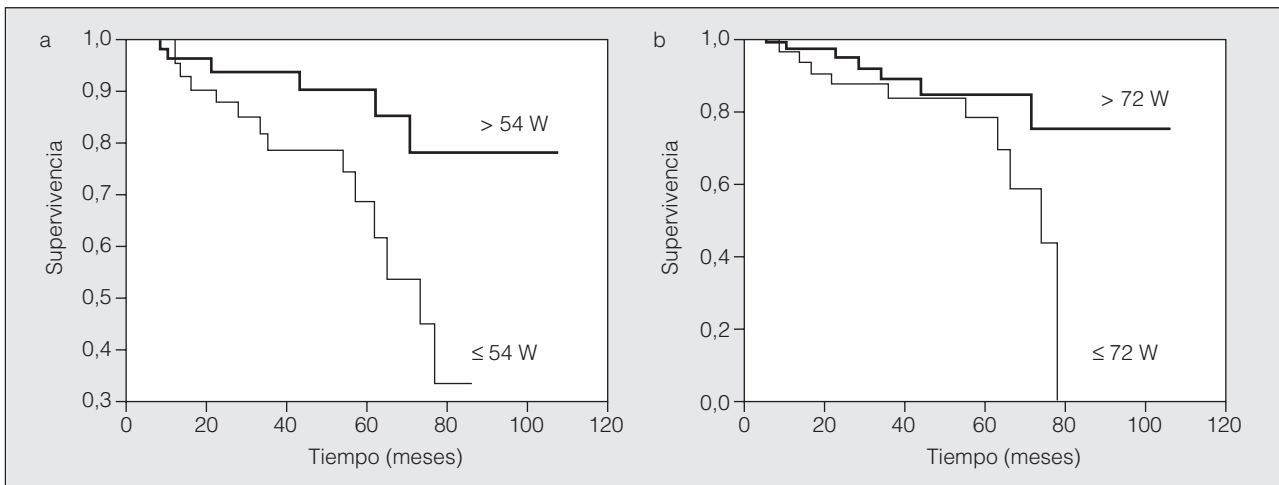 a
1,0
0,9
0,8
0,7
0,6
0,5
0,4
0,3
Supervivencia
> 54 W
≤ 54 W
0 20 40 60 80 100 120
Tiempo (meses)
b
1,0
0,8
0,6
0,4
0,2
0,0
Supervivencia
> 72 W
≤ 72 W
0 20 40 60 80 100 120
Tiempo (meses)